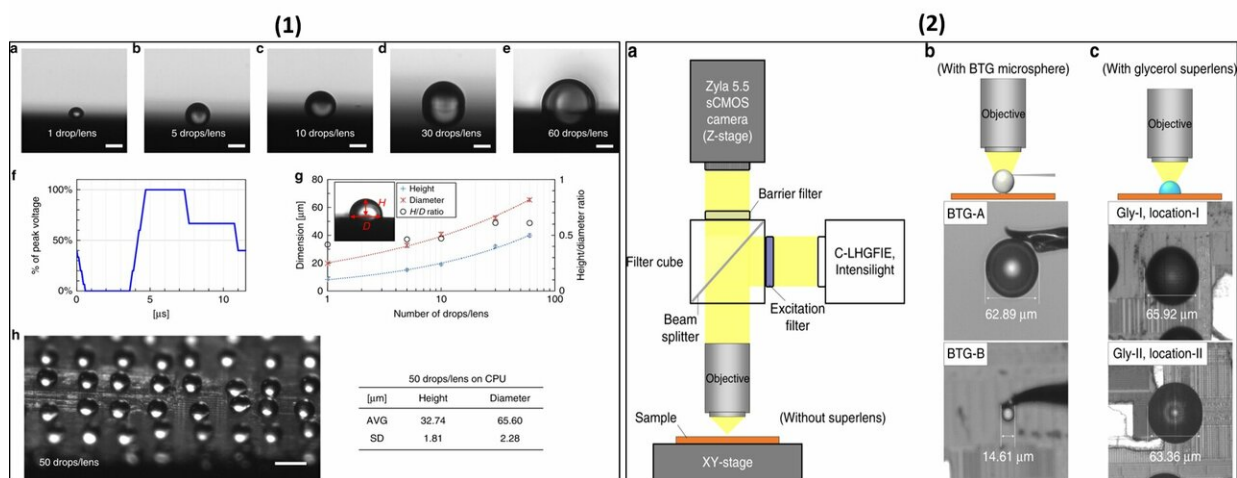 (1)
a
1 drop/lens
b
5 drops/lens
c
10 drops/lens
d
30 drops/lens
e
60 drops/lens
f
% of peak voltage
100%
50%
0%
0
5
10
[μs]
g
Dimension [μm]
80
60
40
20
0
H
D
Height
Diameter
H/D ratio
1
0.5
0
Height/diameter ratio
1
10
100
Number of drops/lens
h
50 drops/lens
50 drops/lens on CPU
[μm] Height Diameter
AVG 32.74 65.60
SD 1.81 2.28
(2)
a
Zyla 5.5
sCMOS
camera
(Z-stage)
Barrier filter
Filter cube
C-LHGFIE,
Intensilight
Beam
splitter
Excitation
filter
Objective
Sample
(Without superlens)
XY-stage
b
(With BTG microsphere)
Objective
BTG-A
62.89 μm
BTG-B
14.61 μm
c
(With glycerol superlens)
Objective
Gly-I, location-I
65.92 μm
Gly-II, location-II
63.36 μm